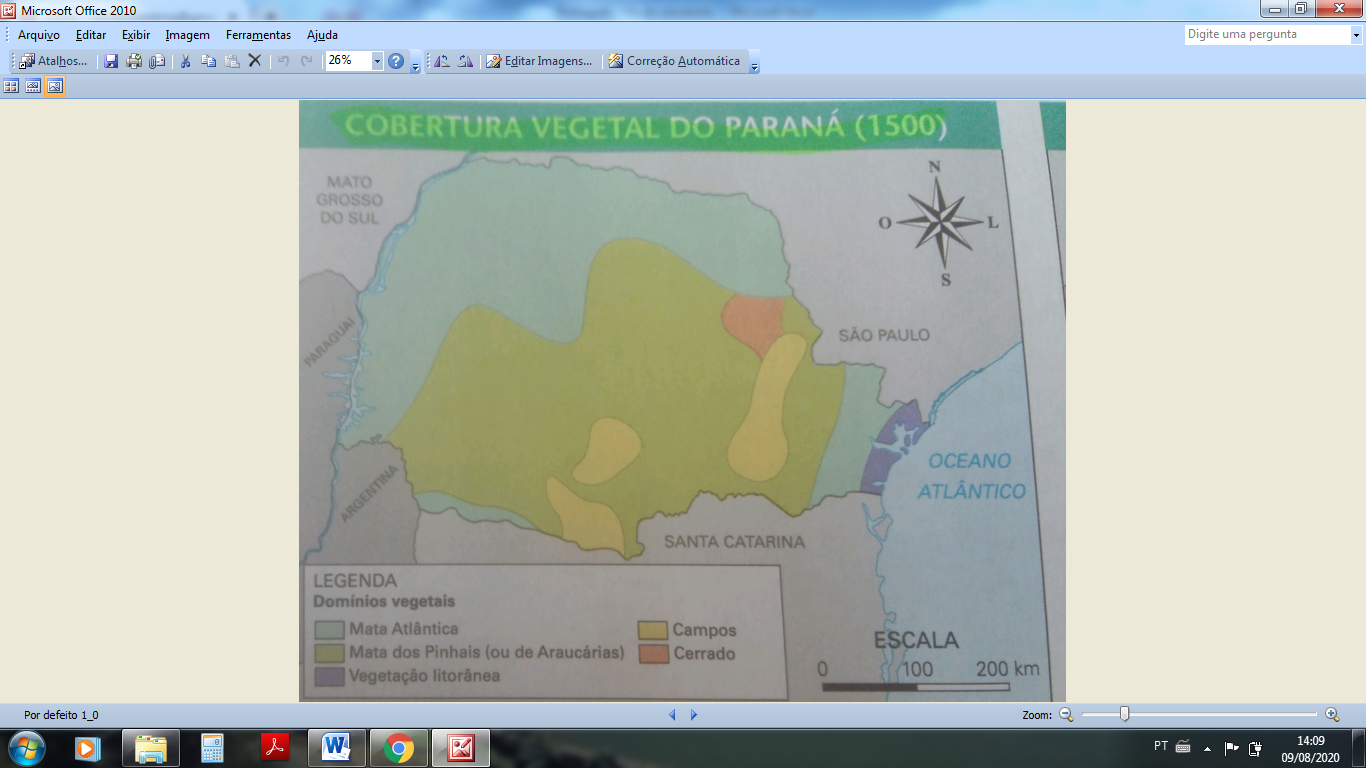 Microsoft Office 2010
Arquivo Editar Exibir Imagem Ferramentas Ajuda
Digite uma pergunta
Atalhos... 26% Editar Imagens... Correção Automática
COBERTURA VEGETAL DO PARANÁ (1500)
MATO
GROSSO
DO SUL
N
O L
S
PARAGUAI
SÃO PAULO
ARGENTINA
OCEANO
ATLÂNTICO
SANTA CATARINA
LEGENDA
Domínios vegetais
Mata Atlântica
Mata dos Pinhais (ou de Araucárias)
Vegetação litorânea
Campos
Cerrado
ESCALA
0 100 200 km
Por defeito 1_0
Zoom:
PT
14:09
09/08/2020